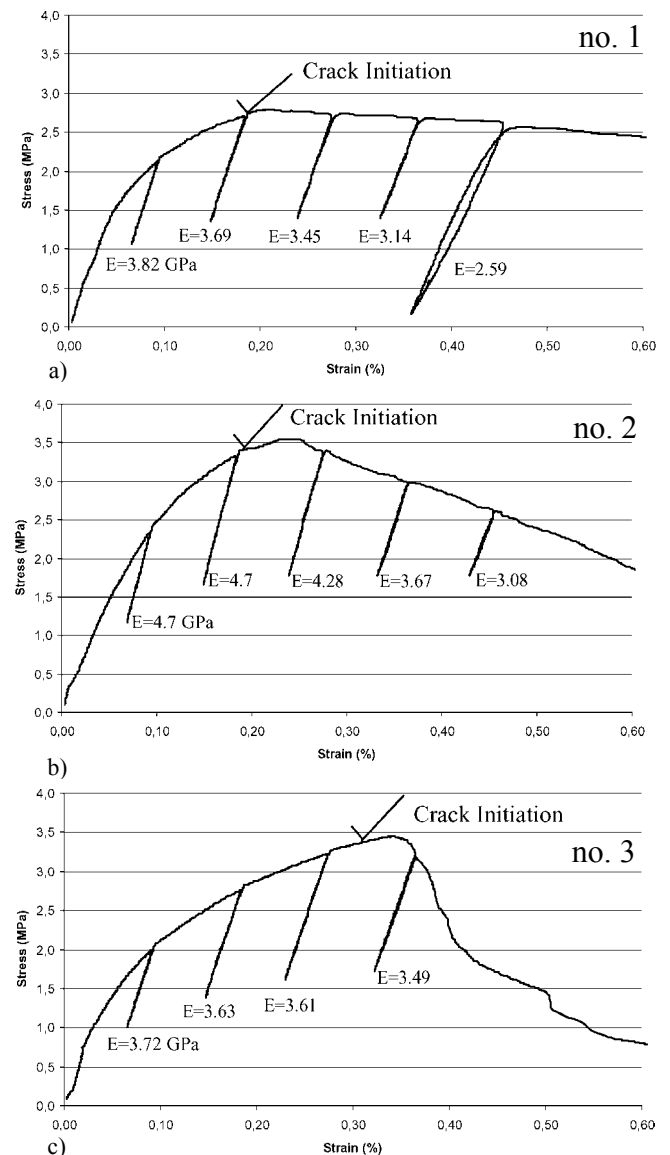 no. 1
Crack Initiation
Stress (MPa)
4,0
3,5
3,0
2,5
2,0
1,5
1,0
0,5
0,0
E=3.82 GPa
E=3.69
E=3.45
E=3.14
E=2.59
0,00 0,10 0,20 0,30 0,40 0,50 0,60
Strain (%)
a)
no. 2
Crack Initiation
Stress (MPa)
4,0
3,5
3,0
2,5
2,0
1,5
1,0
0,5
0,0
E=4.7 GPa
E=4.7
E=4.28
E=3.67
E=3.08
0,00 0,10 0,20 0,30 0,40 0,50 0,60
Strain (%)
b)
no. 3
Crack Initiation
Stress (MPa)
4,0
3,5
3,0
2,5
2,0
1,5
1,0
0,5
0,0
E=3.72 GPa
E=3.63
E=3.61
E=3.49
0,00 0,10 0,20 0,30 0,40 0,50 0,60
Strain (%)
c)